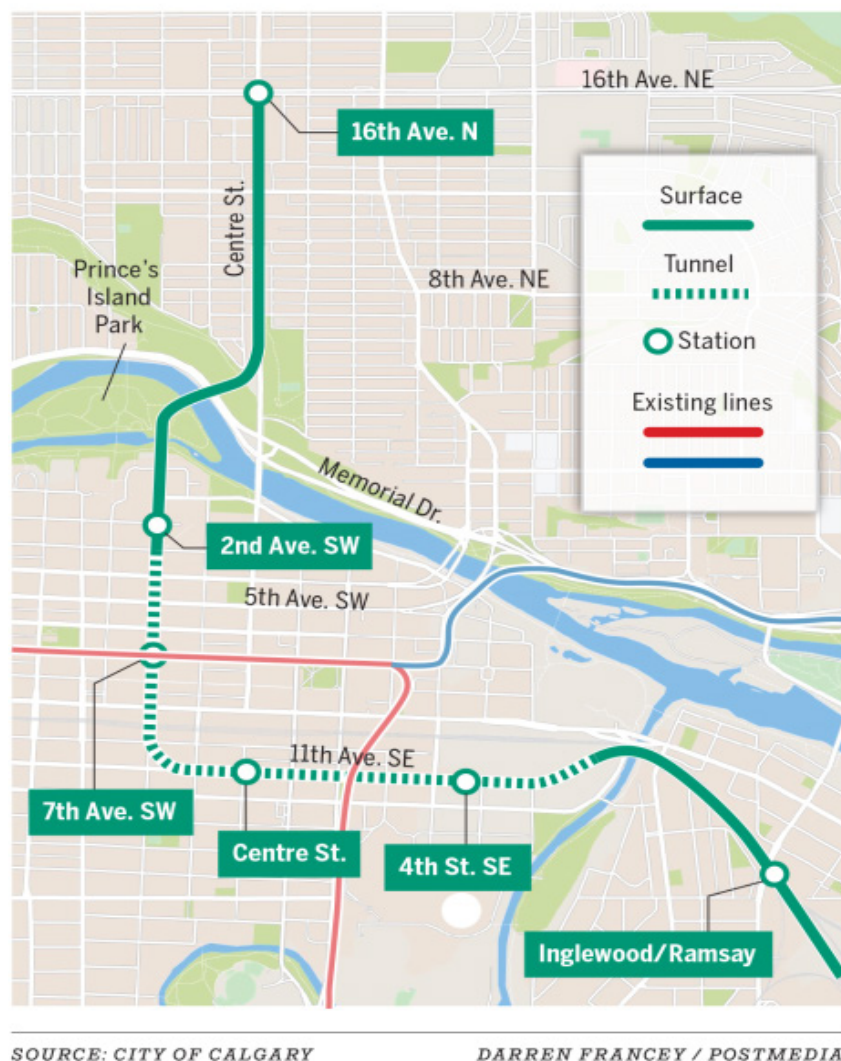 16th Ave. NE
16th Ave. N
Surface
Centre St.
Tunnel
Prince's
Island
Park
8th Ave. NE
Station
Existing lines
Memorial Dr.
2nd Ave. SW
5th Ave. SW
11th Ave. SE
7th Ave. SW
Centre St.
4th St. SE
Inglewood/Ramsay
SOURCE: CITY OF CALGARY
DARREN FRANCEY / POSTMEDIA